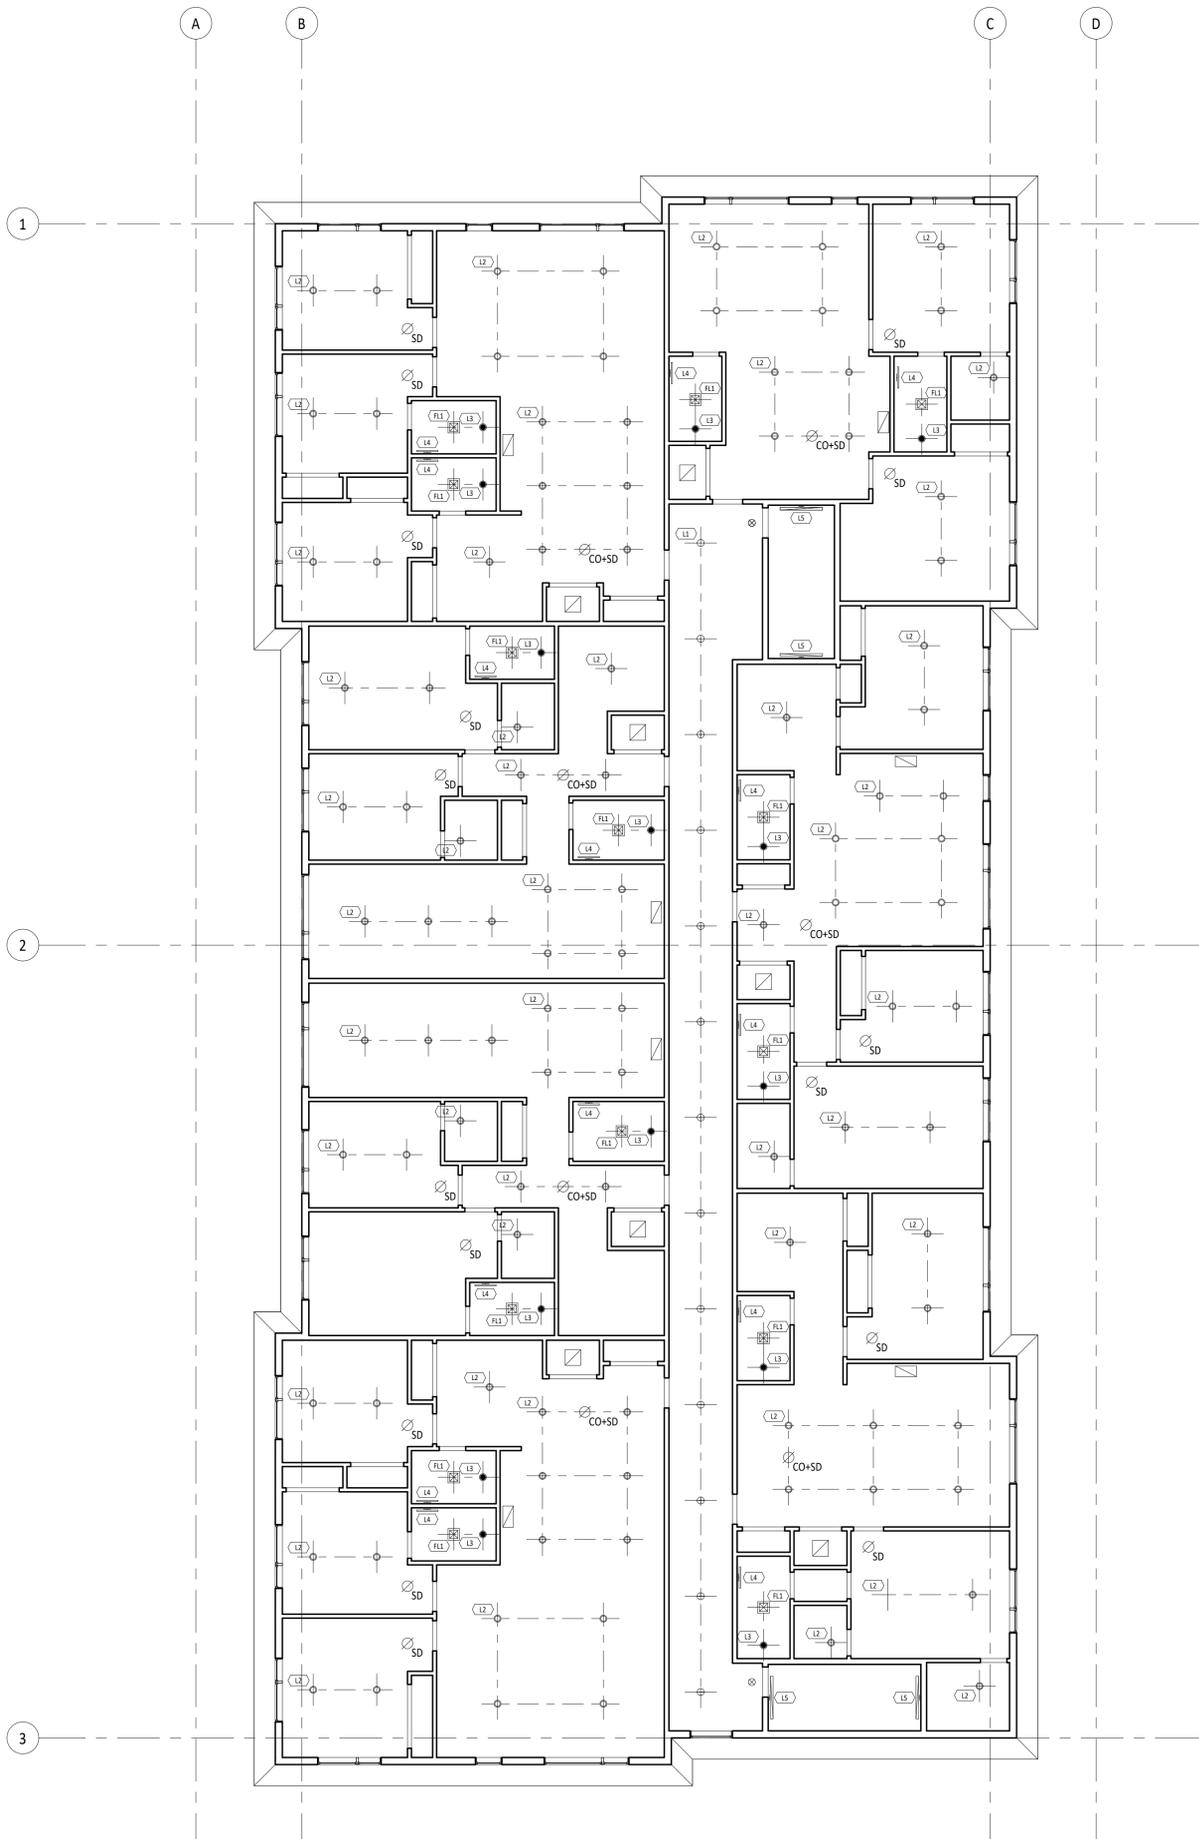 A B C D
1
L2 L2
L2 L2
SD SD
L2 L4 L2
SD L4
FL1 FL1
L2 L2 FL1 L3 L3 L3
L4 CO+SD
L4 SD
FL1 L3 L2
L5
SD L1
L2 L2 CO+SD
FL1 L3 L5 L2
L4 L2
L2
SD L2
L2
SD L2 CO+SD
L4 L2
L2 FL1
FL1 L3 L2
L2 L4 L3
L2
L2 L2
CO+SD
2
L2 L2
L4
L2 SD
FL1
L3 SD
L2 L4
L2 FL1 L3 L2
L2
SD CO+SD
L2 L2
L2
SD
L4 L4
FL1 L3 FL1 SD
L3
L2 L2
L2 CO+SD L2
SD
FL1 L3 CO+SD
L4
L4
L2 FL1 L3 SD
L4 L2
SD FL1
L2 L3 L2
SD
L2 L5 L5 L2
3